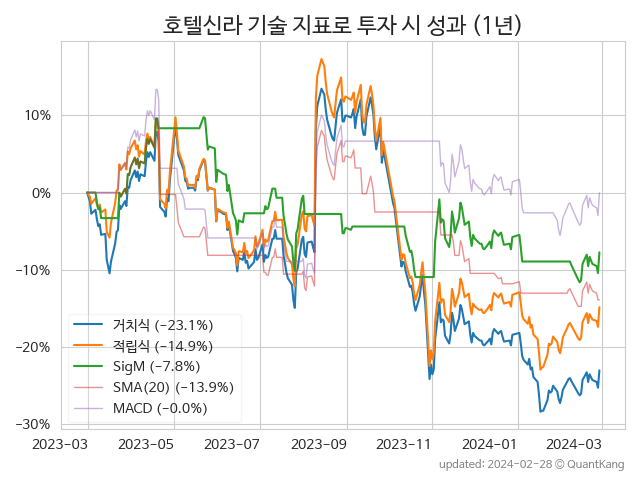 호텔신라 기술 지표로 투자 시 성과 (1년)
10%
0%
−10%
−20%
−30%
거치식 (−23.1%)
적립식 (−14.9%)
SigM (−7.8%)
SMA(20) (−13.9%)
MACD (−0.0%)
2023-03
2023-05
2023-07
2023-09
2023-11
2024-01
2024-03
updated: 2024-02-28 © QuantKang